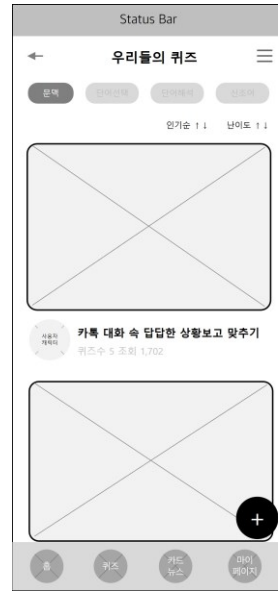 Status Bar
우리들의 퀴즈
문맥
단어선택
단어해석
신조어
인기순 ↑↓ 난이도 ↑↓
사용자
캐릭터
카톡 대화 속 답답한 상황보고 맞추기
퀴즈수 5 조회 1,702
+
홈
퀴즈
카드
뉴스
마이
페이지